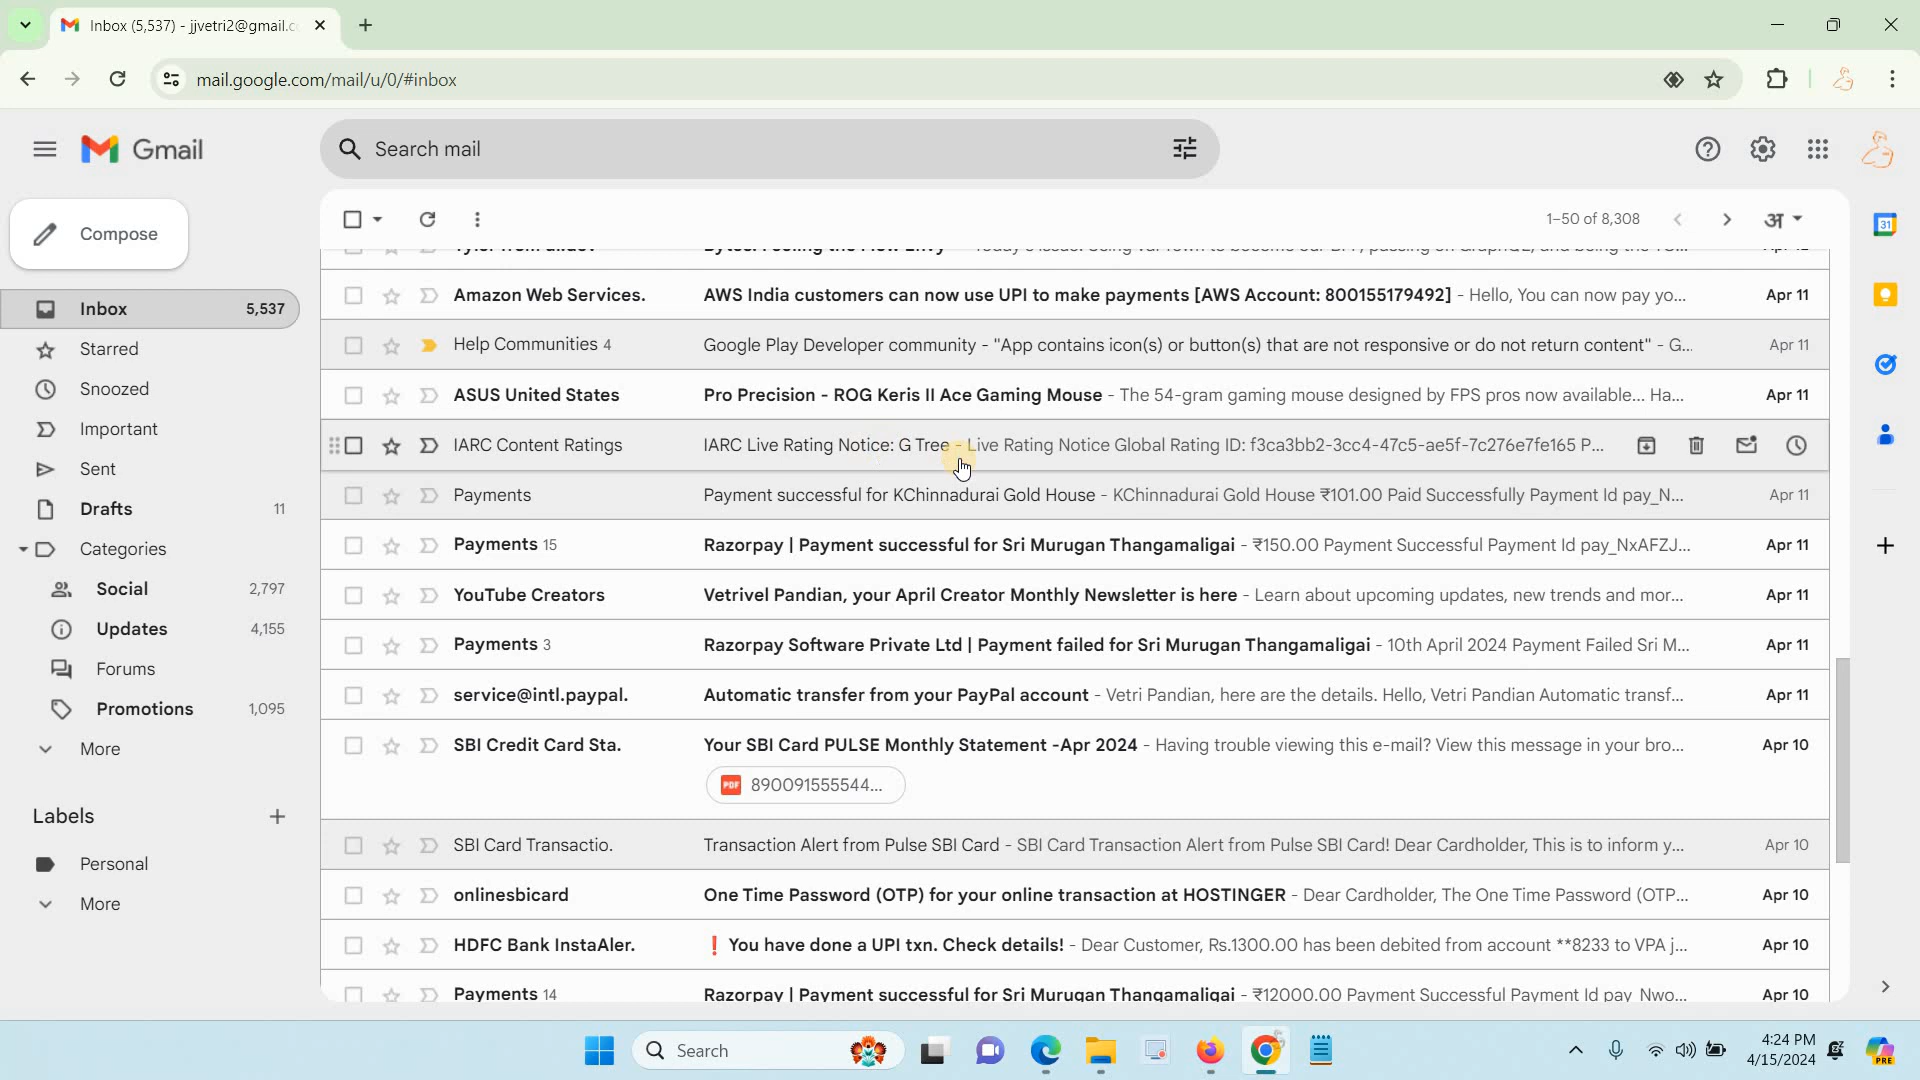 Inbox (5,537) - jjvetri2@gmail.c
mail.google.com/mail/u/0/#inbox
Gmail
Search mail
Compose
1–50 of 8,308
अ
Inbox 5,537
Starred
Snoozed
Important
Sent
Drafts 11
Categories
Social 2,797
Updates 4,155
Forums
Promotions 1,095
More
Labels
Personal
More
Amazon Web Services. AWS India customers can now use UPI to make payments [AWS Account: 800155179492] - Hello, You can now pay yo... Apr 11
Help Communities 4 Google Play Developer community - "App contains icon(s) or button(s) that are not responsive or do not return content" - G... Apr 11
ASUS United States Pro Precision - ROG Keris II Ace Gaming Mouse - The 54-gram gaming mouse designed by FPS pros now available... Ha... Apr 11
IARC Content Ratings IARC Live Rating Notice: G Tree - Live Rating Notice Global Rating ID: f3ca3bb2-3cc4-47c5-ae5f-7c276e7fe165 P...
Payments Payment successful for KChinnadurai Gold House - KChinnadurai Gold House ₹101.00 Paid Successfully Payment Id pay_N... Apr 11
Payments 15 Razorpay | Payment successful for Sri Murugan Thangamaligai - ₹150.00 Payment Successful Payment Id pay_NxAFZJ... Apr 11
YouTube Creators Vetrivel Pandian, your April Creator Monthly Newsletter is here - Learn about upcoming updates, new trends and mor... Apr 11
Payments 3 Razorpay Software Private Ltd | Payment failed for Sri Murugan Thangamaligai - 10th April 2024 Payment Failed Sri M... Apr 11
service@intl.paypal. Automatic transfer from your PayPal account - Vetri Pandian, here are the details. Hello, Vetri Pandian Automatic transf... Apr 11
SBI Credit Card Sta. Your SBI Card PULSE Monthly Statement -Apr 2024 - Having trouble viewing this e-mail? View this message in your bro... Apr 10
PDF 890091555544...
SBI Card Transactio. Transaction Alert from Pulse SBI Card - SBI Card Transaction Alert from Pulse SBI Card! Dear Cardholder, This is to inform y... Apr 10
onlinesbicard One Time Password (OTP) for your online transaction at HOSTINGER - Dear Cardholder, The One Time Password (OTP... Apr 10
HDFC Bank InstaAler. ❗ You have done a UPI txn. Check details! - Dear Customer, Rs.1300.00 has been debited from account **8233 to VPA j... Apr 10
Payments 14 Razorpay | Payment successful for Sri Murugan Thangamaligai - ₹12000.00 Payment Successful Payment Id pay_Nwo... Apr 10
31
Search
4:24 PM
4/15/2024
PRE